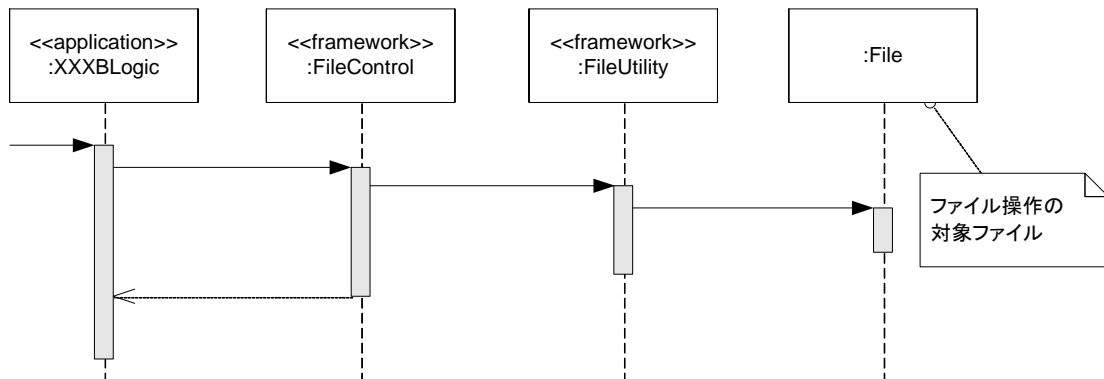 <<application>>
:XXXBLogic
<<framework>>
:FileControl
<<framework>>
:FileUtility
:File
ファイル操作の
対象ファイル